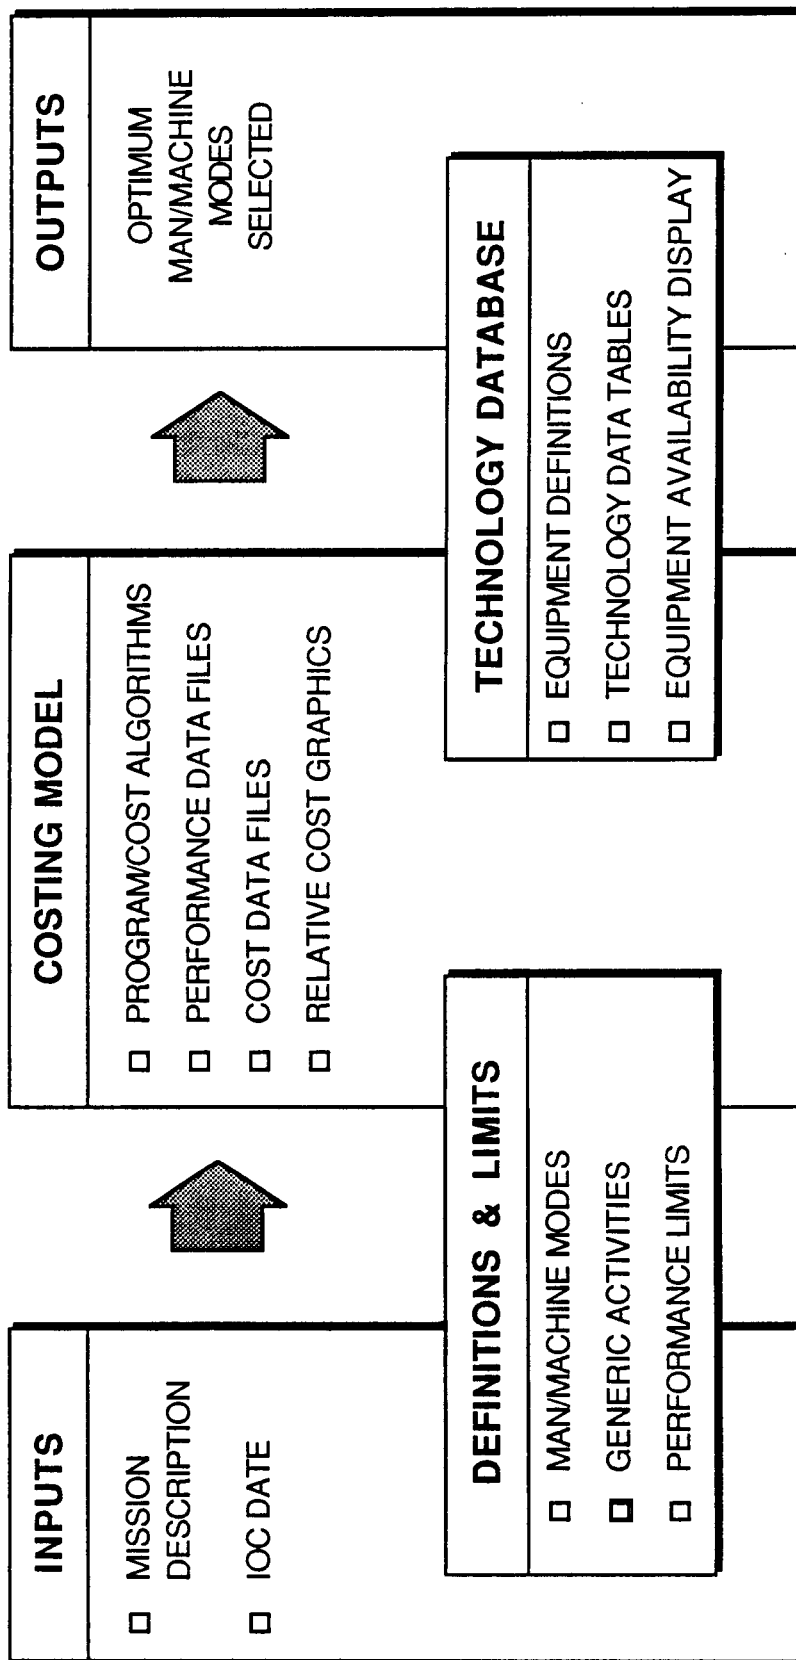 INPUTS
☐ MISSION
DESCRIPTION
☐ IOC DATE
COSTING MODEL
☐ PROGRAM/COST ALGORITHMS
☐ PERFORMANCE DATA FILES
☐ COST DATA FILES
☐ RELATIVE COST GRAPHICS
OUTPUTS
OPTIMUM
MAN/MACHINE
MODES
SELECTED
DEFINITIONS & LIMITS
☐ MAN/MACHINE MODES
☐ GENERIC ACTIVITIES
☐ PERFORMANCE LIMITS
TECHNOLOGY DATABASE
☐ EQUIPMENT DEFINITIONS
☐ TECHNOLOGY DATA TABLES
☐ EQUIPMENT AVAILABILITY DISPLAY